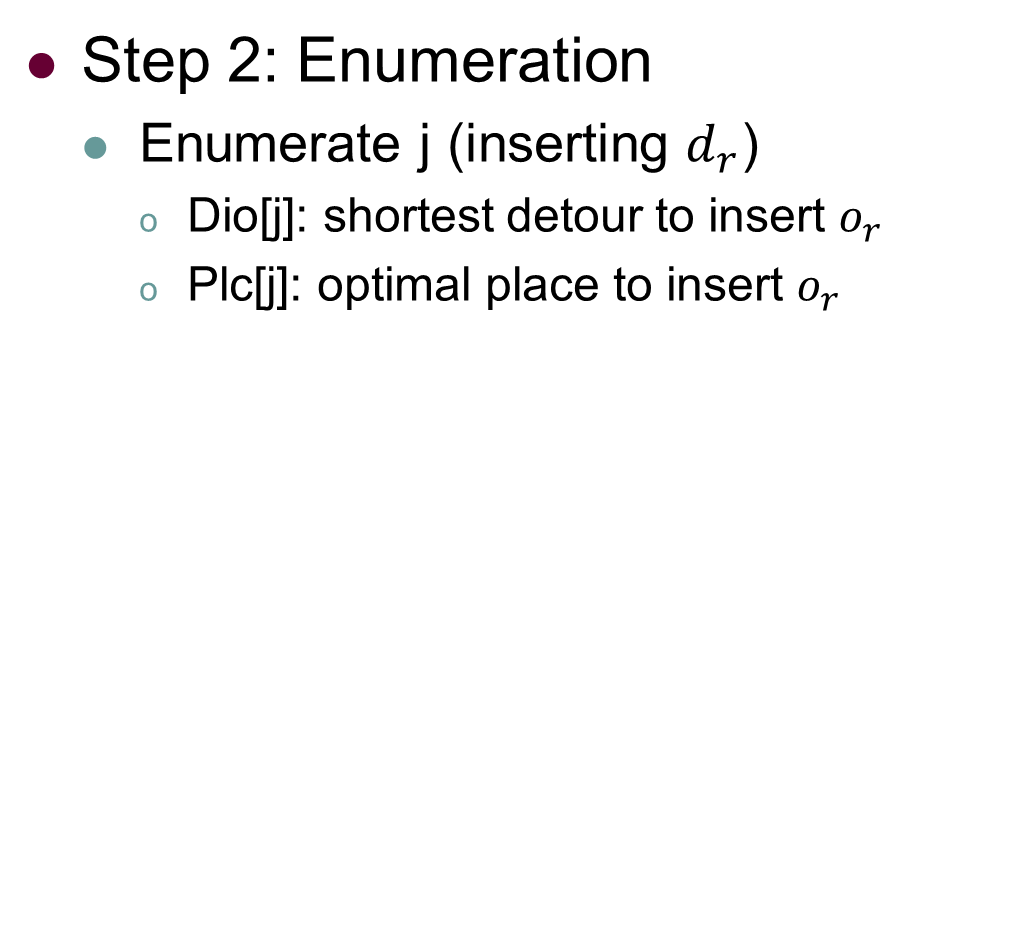 ● Step 2: Enumeration
● Enumerate j (inserting $d_r$)
o Dio[j]: shortest detour to insert $o_r$
o Plc[j]: optimal place to insert $o_r$